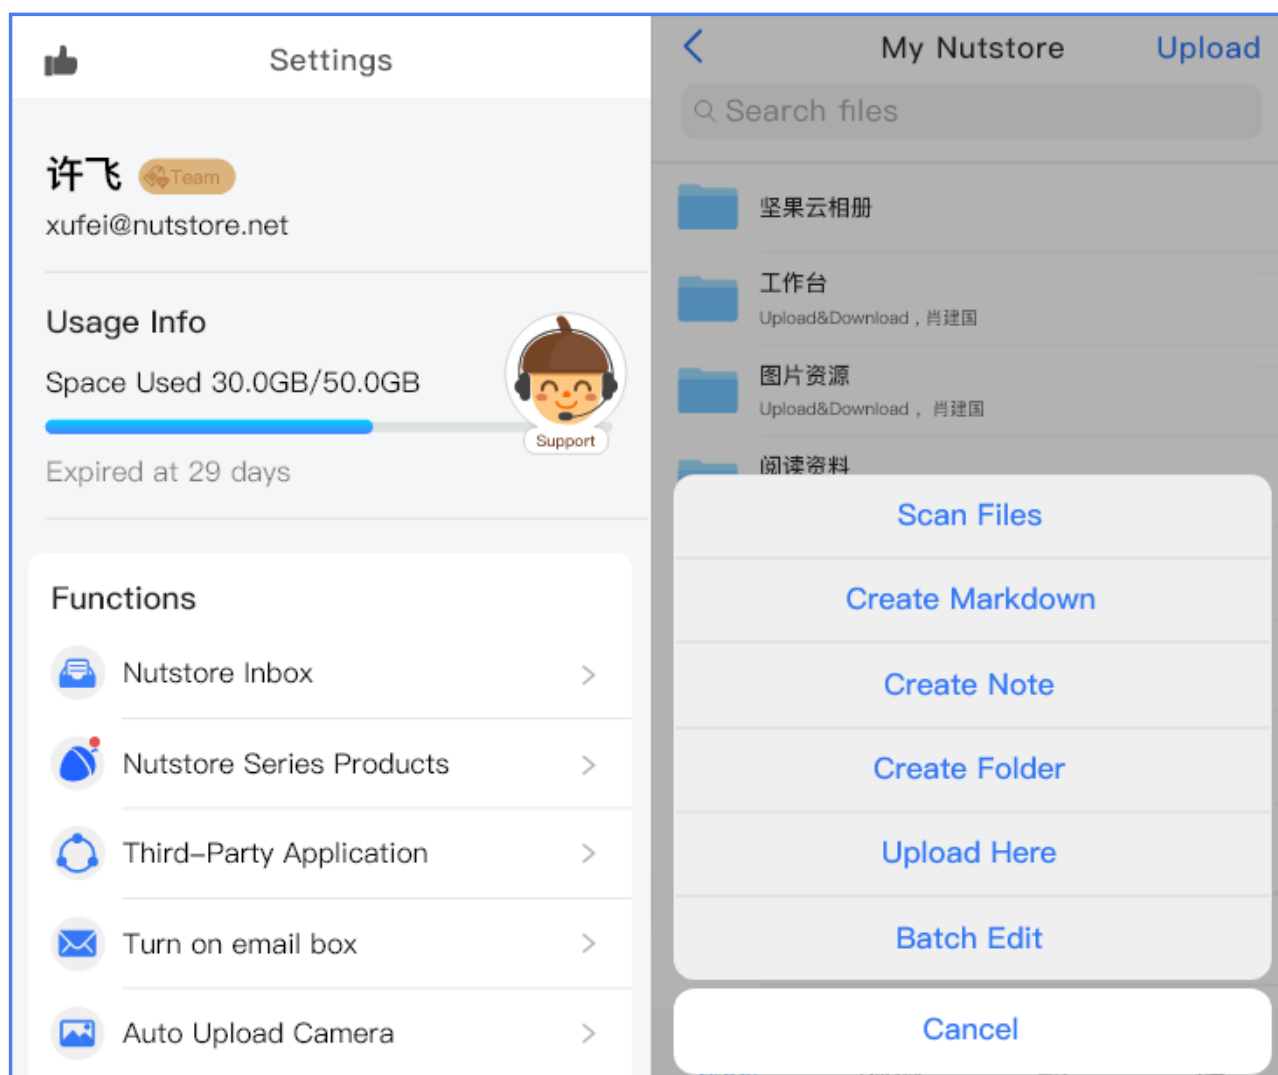 Settings
许飞 Team
xufei@nutstore.net
Usage Info
Space Used 30.0GB/50.0GB
Support
Expired at 29 days
Functions
Nutstore Inbox
Nutstore Series Products
Third-Party Application
Turn on email box
Auto Upload Camera
My Nutstore
Upload
Search files
坚果云相册
工作台
Upload&Download , 肖建国
图片资源
Upload&Download , 肖建国
阅读资料
Scan Files
Create Markdown
Create Note
Create Folder
Upload Here
Batch Edit
Cancel